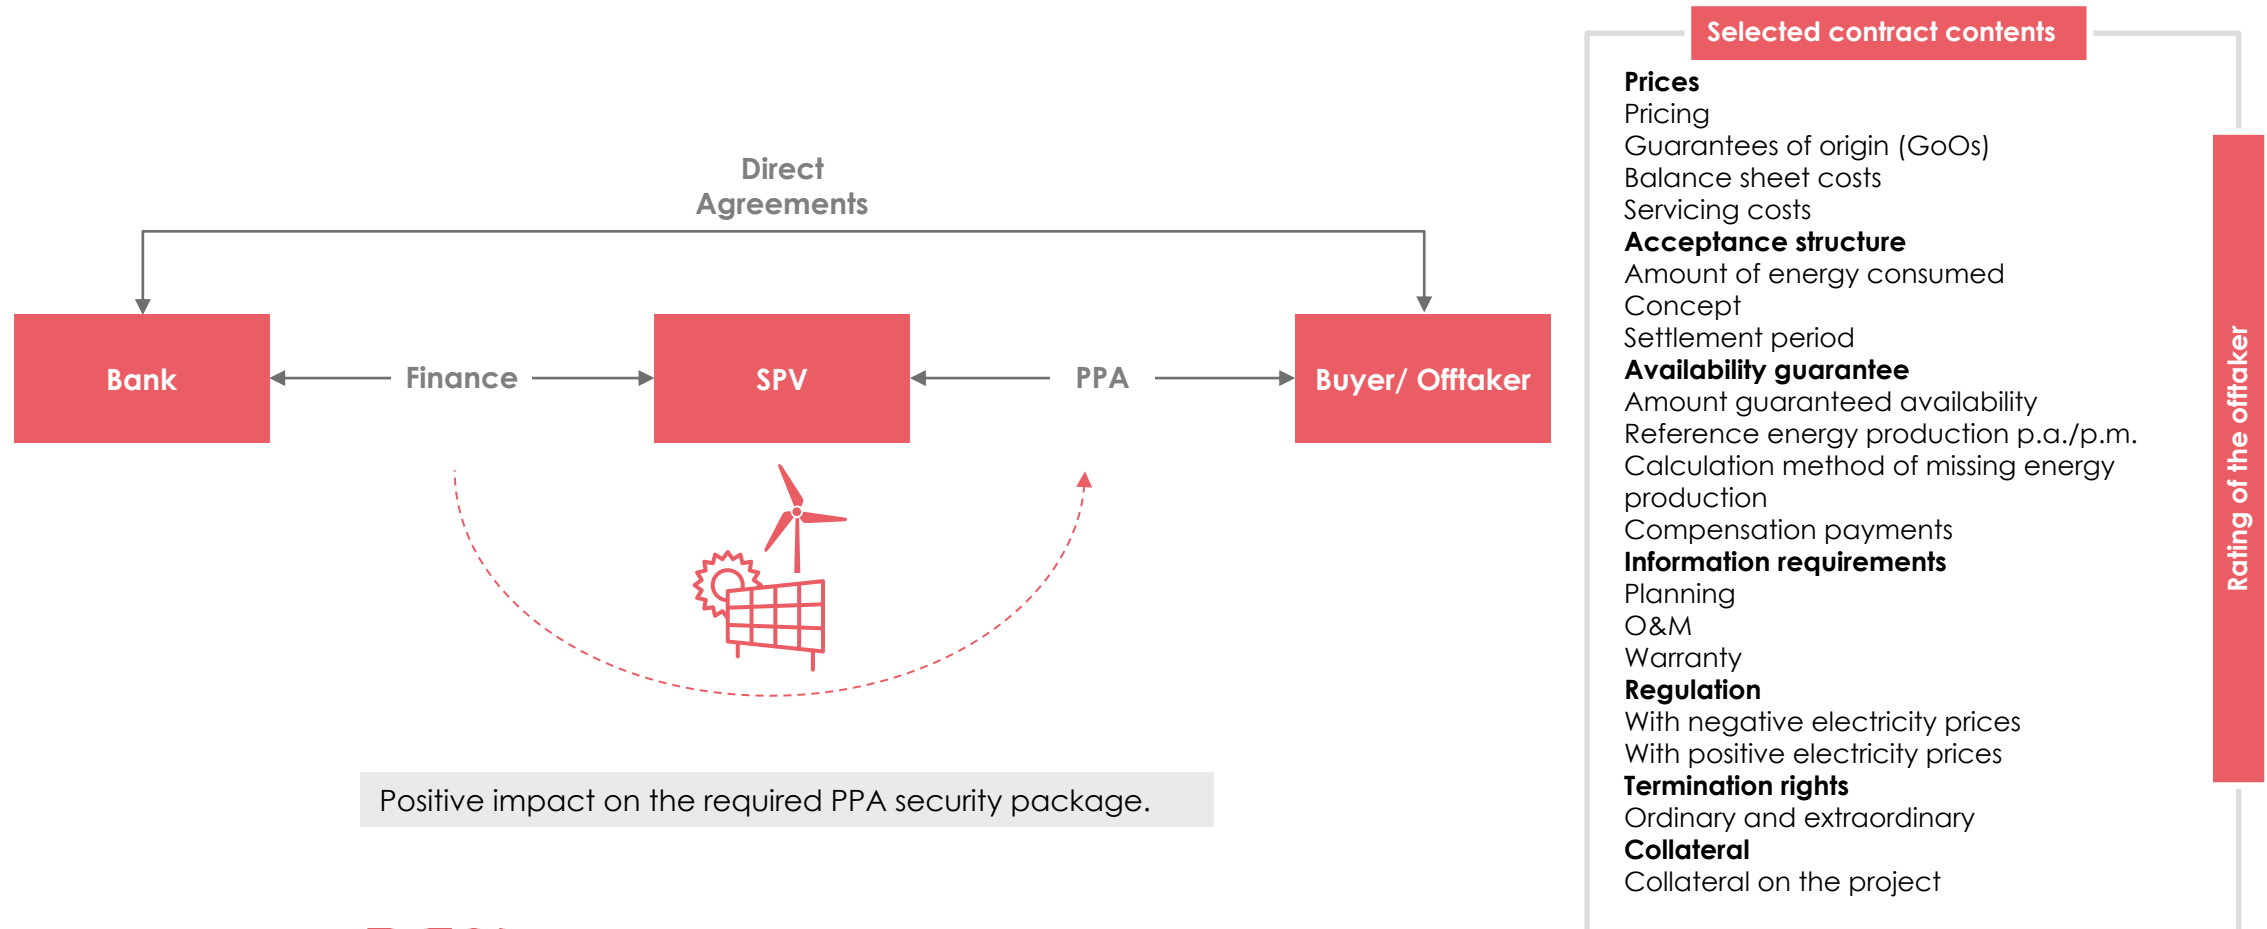 Direct
Agreements
Bank
Finance
SPV
PPA
Buyer/ Offtaker
Positive impact on the required PPA security package.
Selected contract contents
Prices
Pricing
Guarantees of origin (GoOs)
Balance sheet costs
Servicing costs
Acceptance structure
Amount of energy consumed
Concept
Settlement period
Availability guarantee
Amount guaranteed availability
Reference energy production p.a./p.m.
Calculation method of missing energy
production
Compensation payments
Information requirements
Planning
O&M
Warranty
Regulation
With negative electricity prices
With positive electricity prices
Termination rights
Ordinary and extraordinary
Collateral
Collateral on the project
Rating of the offtaker